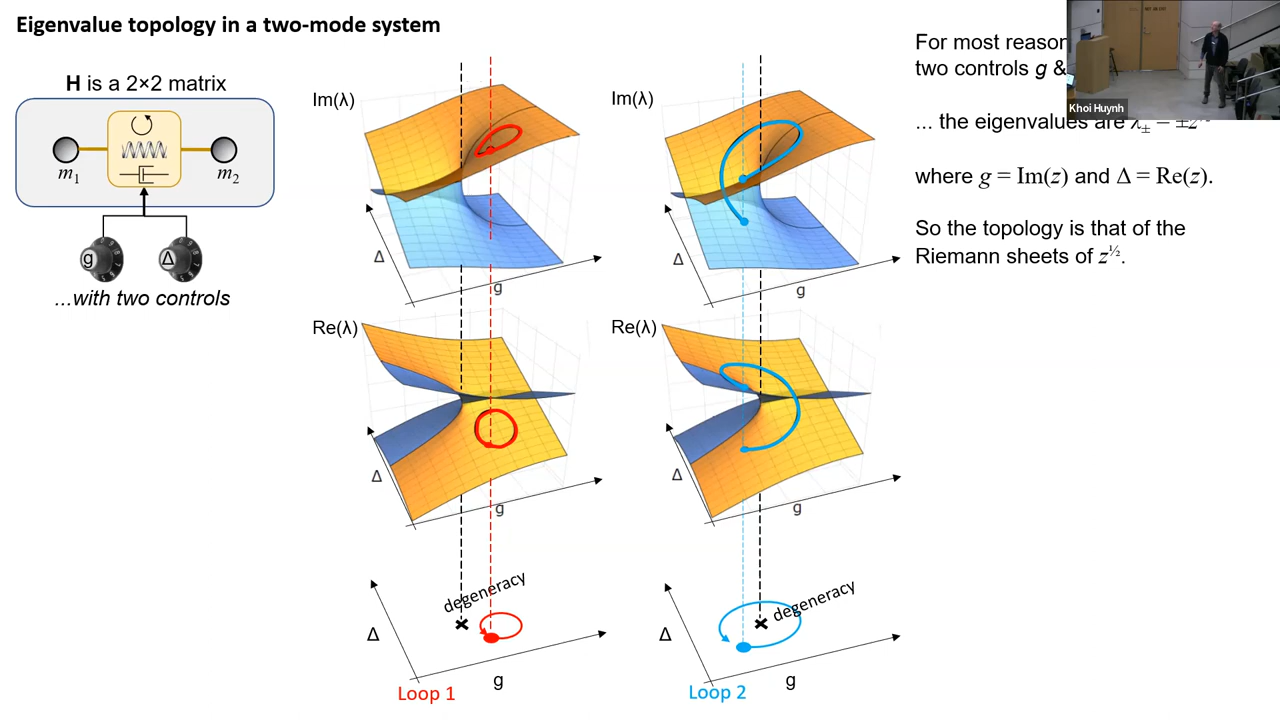 Eigenvalue topology in a two-mode system
H is a 2×2 matrix
m₁
m₂
g
Δ
...with two controls
Im(λ)
Δ
g
Re(λ)
Δ
g
degeneracy
Δ
g
Loop 1
Im(λ)
Δ
g
Re(λ)
Δ
g
degeneracy
Δ
g
Loop 2
For most
two controls g &
... the eigenvalues are λ± = ±z
where g = Im(z) and Δ = Re(z).
So the topology is that of the
Riemann sheets of z½.
Khoi Huynh